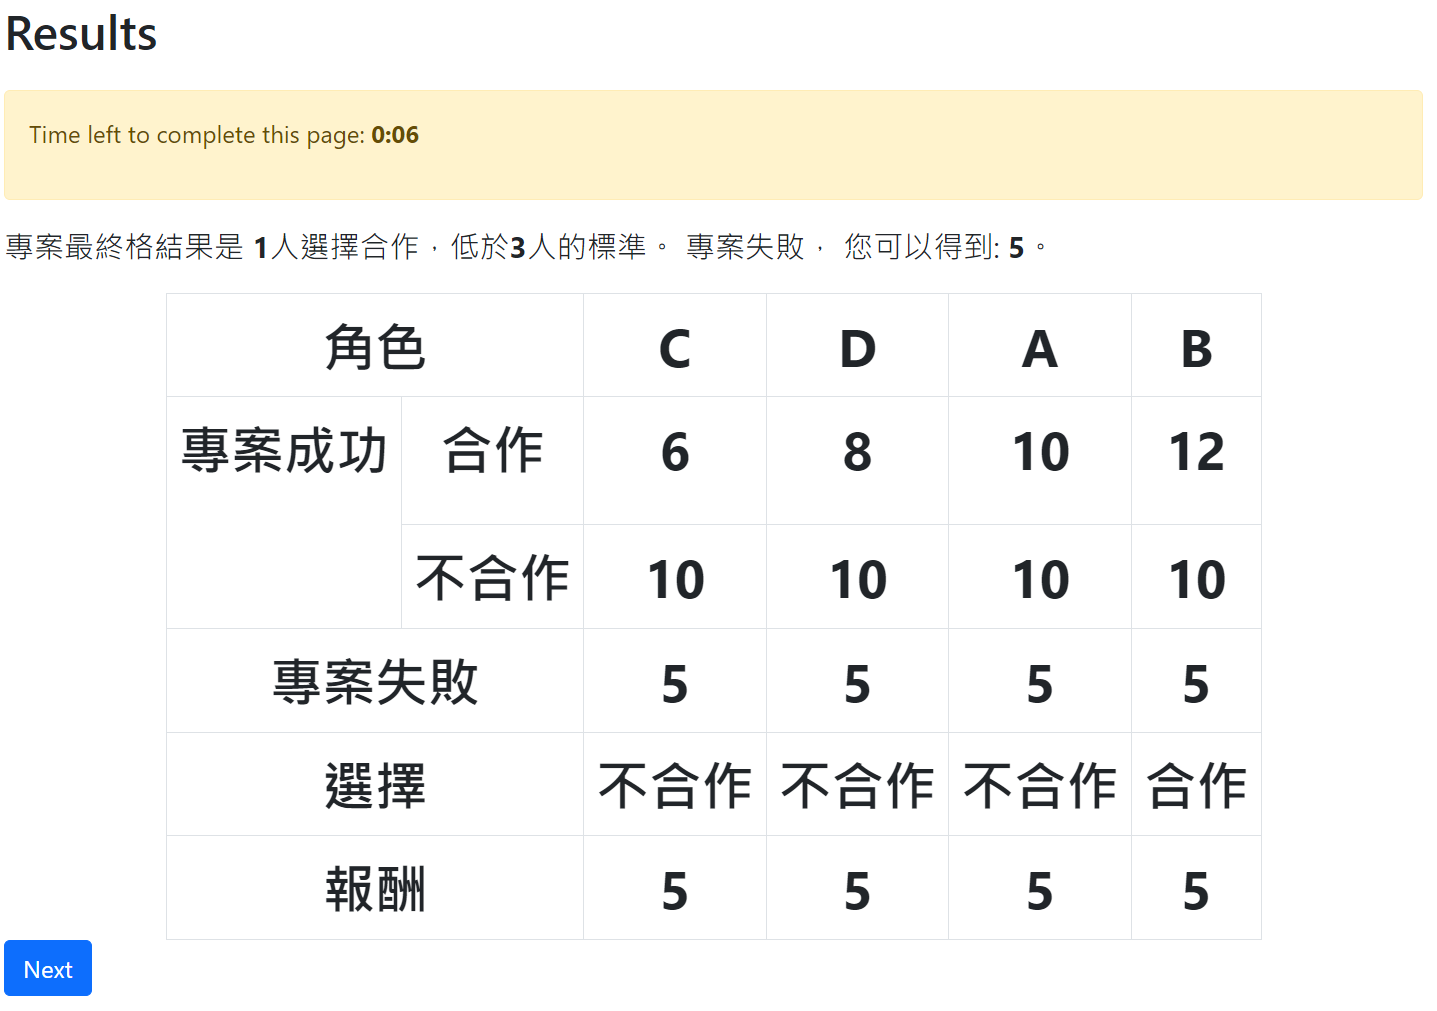 Results
Time left to complete this page: 0:06
專案最終格結果是 1人選擇合作，低於3人的標準。 專案失敗， 您可以得到: 5。
角色 C D A B
專案成功 合作 6 8 10 12
不合作 10 10 10 10
專案失敗 5 5 5 5
選擇 不合作 不合作 不合作 合作
報酬 5 5 5 5
Next